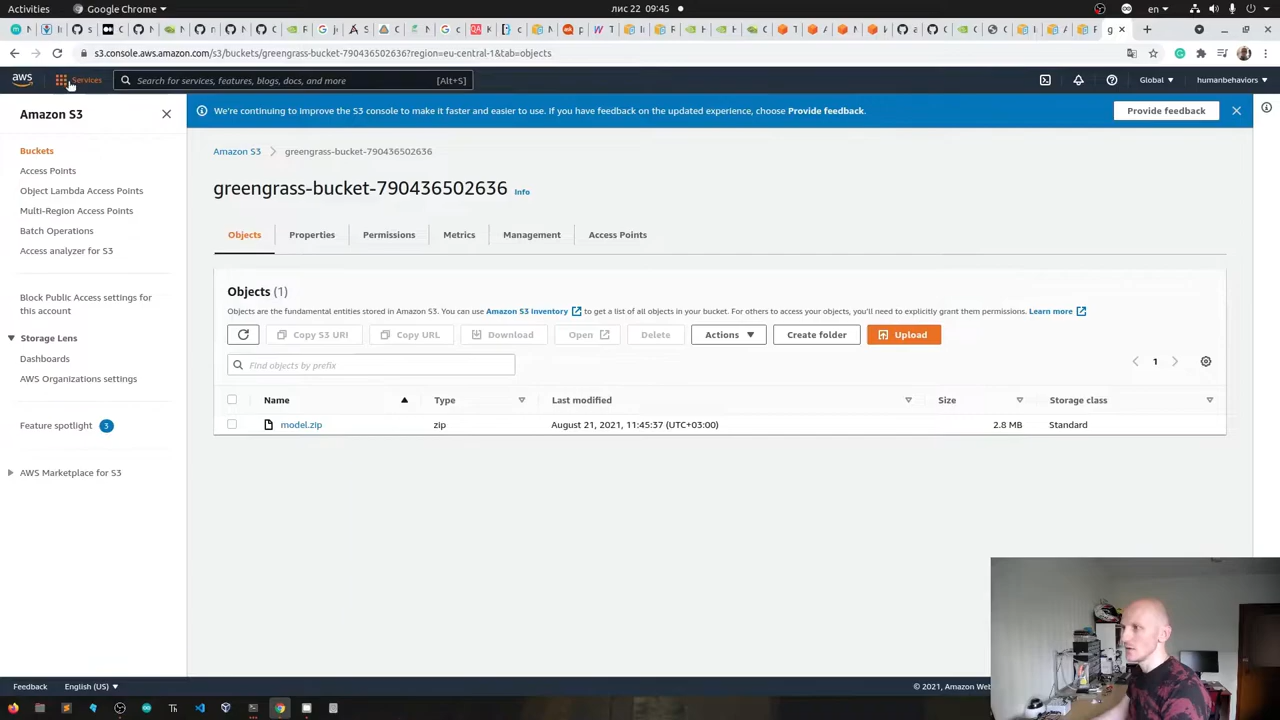 Activities
Google Chrome
лис 22 09:45
en
s3.console.aws.amazon.com/s3/buckets/greengrass-bucket-790436502636?region=eu-central-1&tab=objects
aws
Services
Search for services, features, blogs, docs, and more
[Alt+S]
Global
humanbehaviors
Amazon S3
We're continuing to improve the S3 console to make it faster and easier to use. If you have feedback on the updated experience, choose Provide feedback.
Provide feedback
Buckets
Access Points
Object Lambda Access Points
Multi-Region Access Points
Batch Operations
Access analyzer for S3
Block Public Access settings for
this account
Storage Lens
Dashboards
AWS Organizations settings
Feature spotlight 3
AWS Marketplace for S3
Amazon S3
greengrass-bucket-790436502636
greengrass-bucket-790436502636 Info
Objects
Properties
Permissions
Metrics
Management
Access Points
Objects (1)
Objects are the fundamental entities stored in Amazon S3. You can use Amazon S3 inventory to get a list of all objects in your bucket. For others to access your objects, you'll need to explicitly grant them permissions. Learn more
Copy S3 URI
Copy URL
Download
Open
Delete
Actions
Create folder
Upload
Find objects by prefix
1
Name
Type
Last modified
Size
Storage class
model.zip
zip
August 21, 2021, 11:45:37 (UTC+03:00)
2.8 MB
Standard
Feedback
English (US)
© 2021, Amazon Web